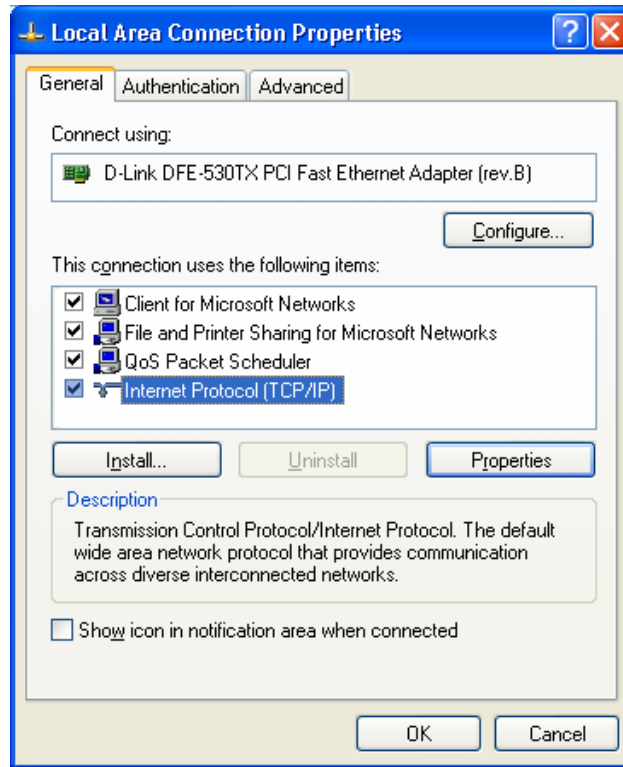 Local Area Connection Properties
General Authentication Advanced
Connect using:
D-Link DFE-530TX PCI Fast Ethernet Adapter (rev.B)
Configure...
This connection uses the following items:
Client for Microsoft Networks
File and Printer Sharing for Microsoft Networks
QoS Packet Scheduler
Internet Protocol (TCP/IP)
Install... Uninstall Properties
Description
Transmission Control Protocol/Internet Protocol. The default
wide area network protocol that provides communication
across diverse interconnected networks.
Show icon in notification area when connected
OK Cancel